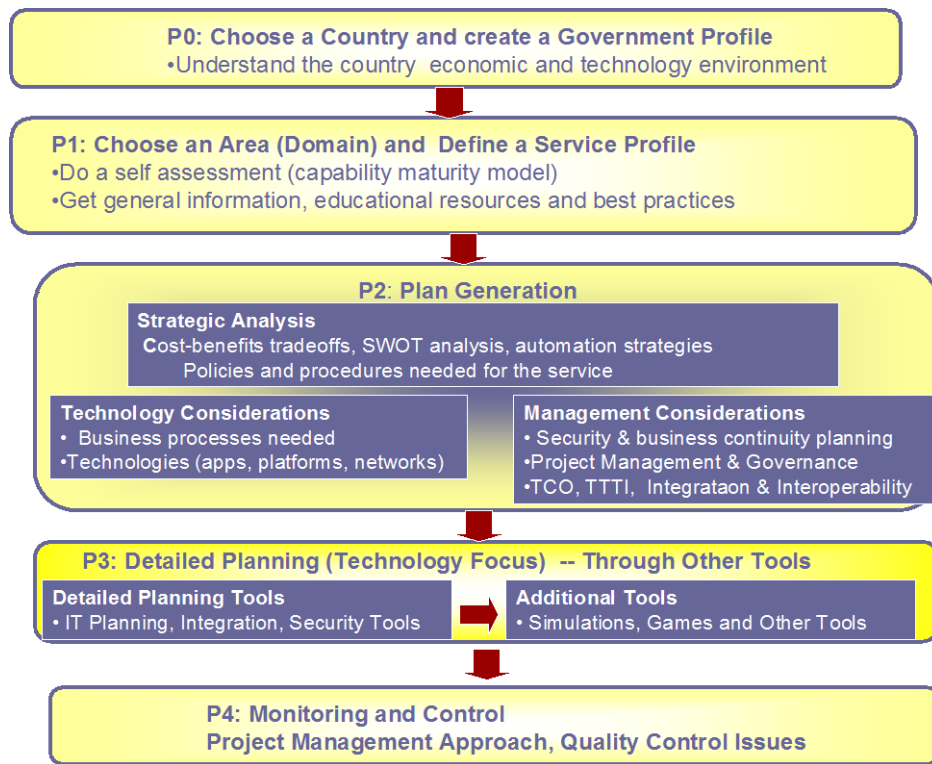 P0: Choose a Country and create a Government Profile
•Understand the country economic and technology environment
P1: Choose an Area (Domain) and Define a Service Profile
•Do a self assessment (capability maturity model)
•Get general information, educational resources and best practices
P2: Plan Generation
Strategic Analysis
Cost-benefits tradeoffs, SWOT analysis, automation strategies
Policies and procedures needed for the service
Technology Considerations
• Business processes needed
•Technologies (apps, platforms, networks)
Management Considerations
• Security & business continuity planning
•Project Management & Governance
•TCO, TTTI, Integrataon & Interoperability
P3: Detailed Planning (Technology Focus) -- Through Other Tools
Detailed Planning Tools
• IT Planning, Integration, Security Tools
Additional Tools
• Simulations, Games and Other Tools
P4: Monitoring and Control
Project Management Approach, Quality Control Issues